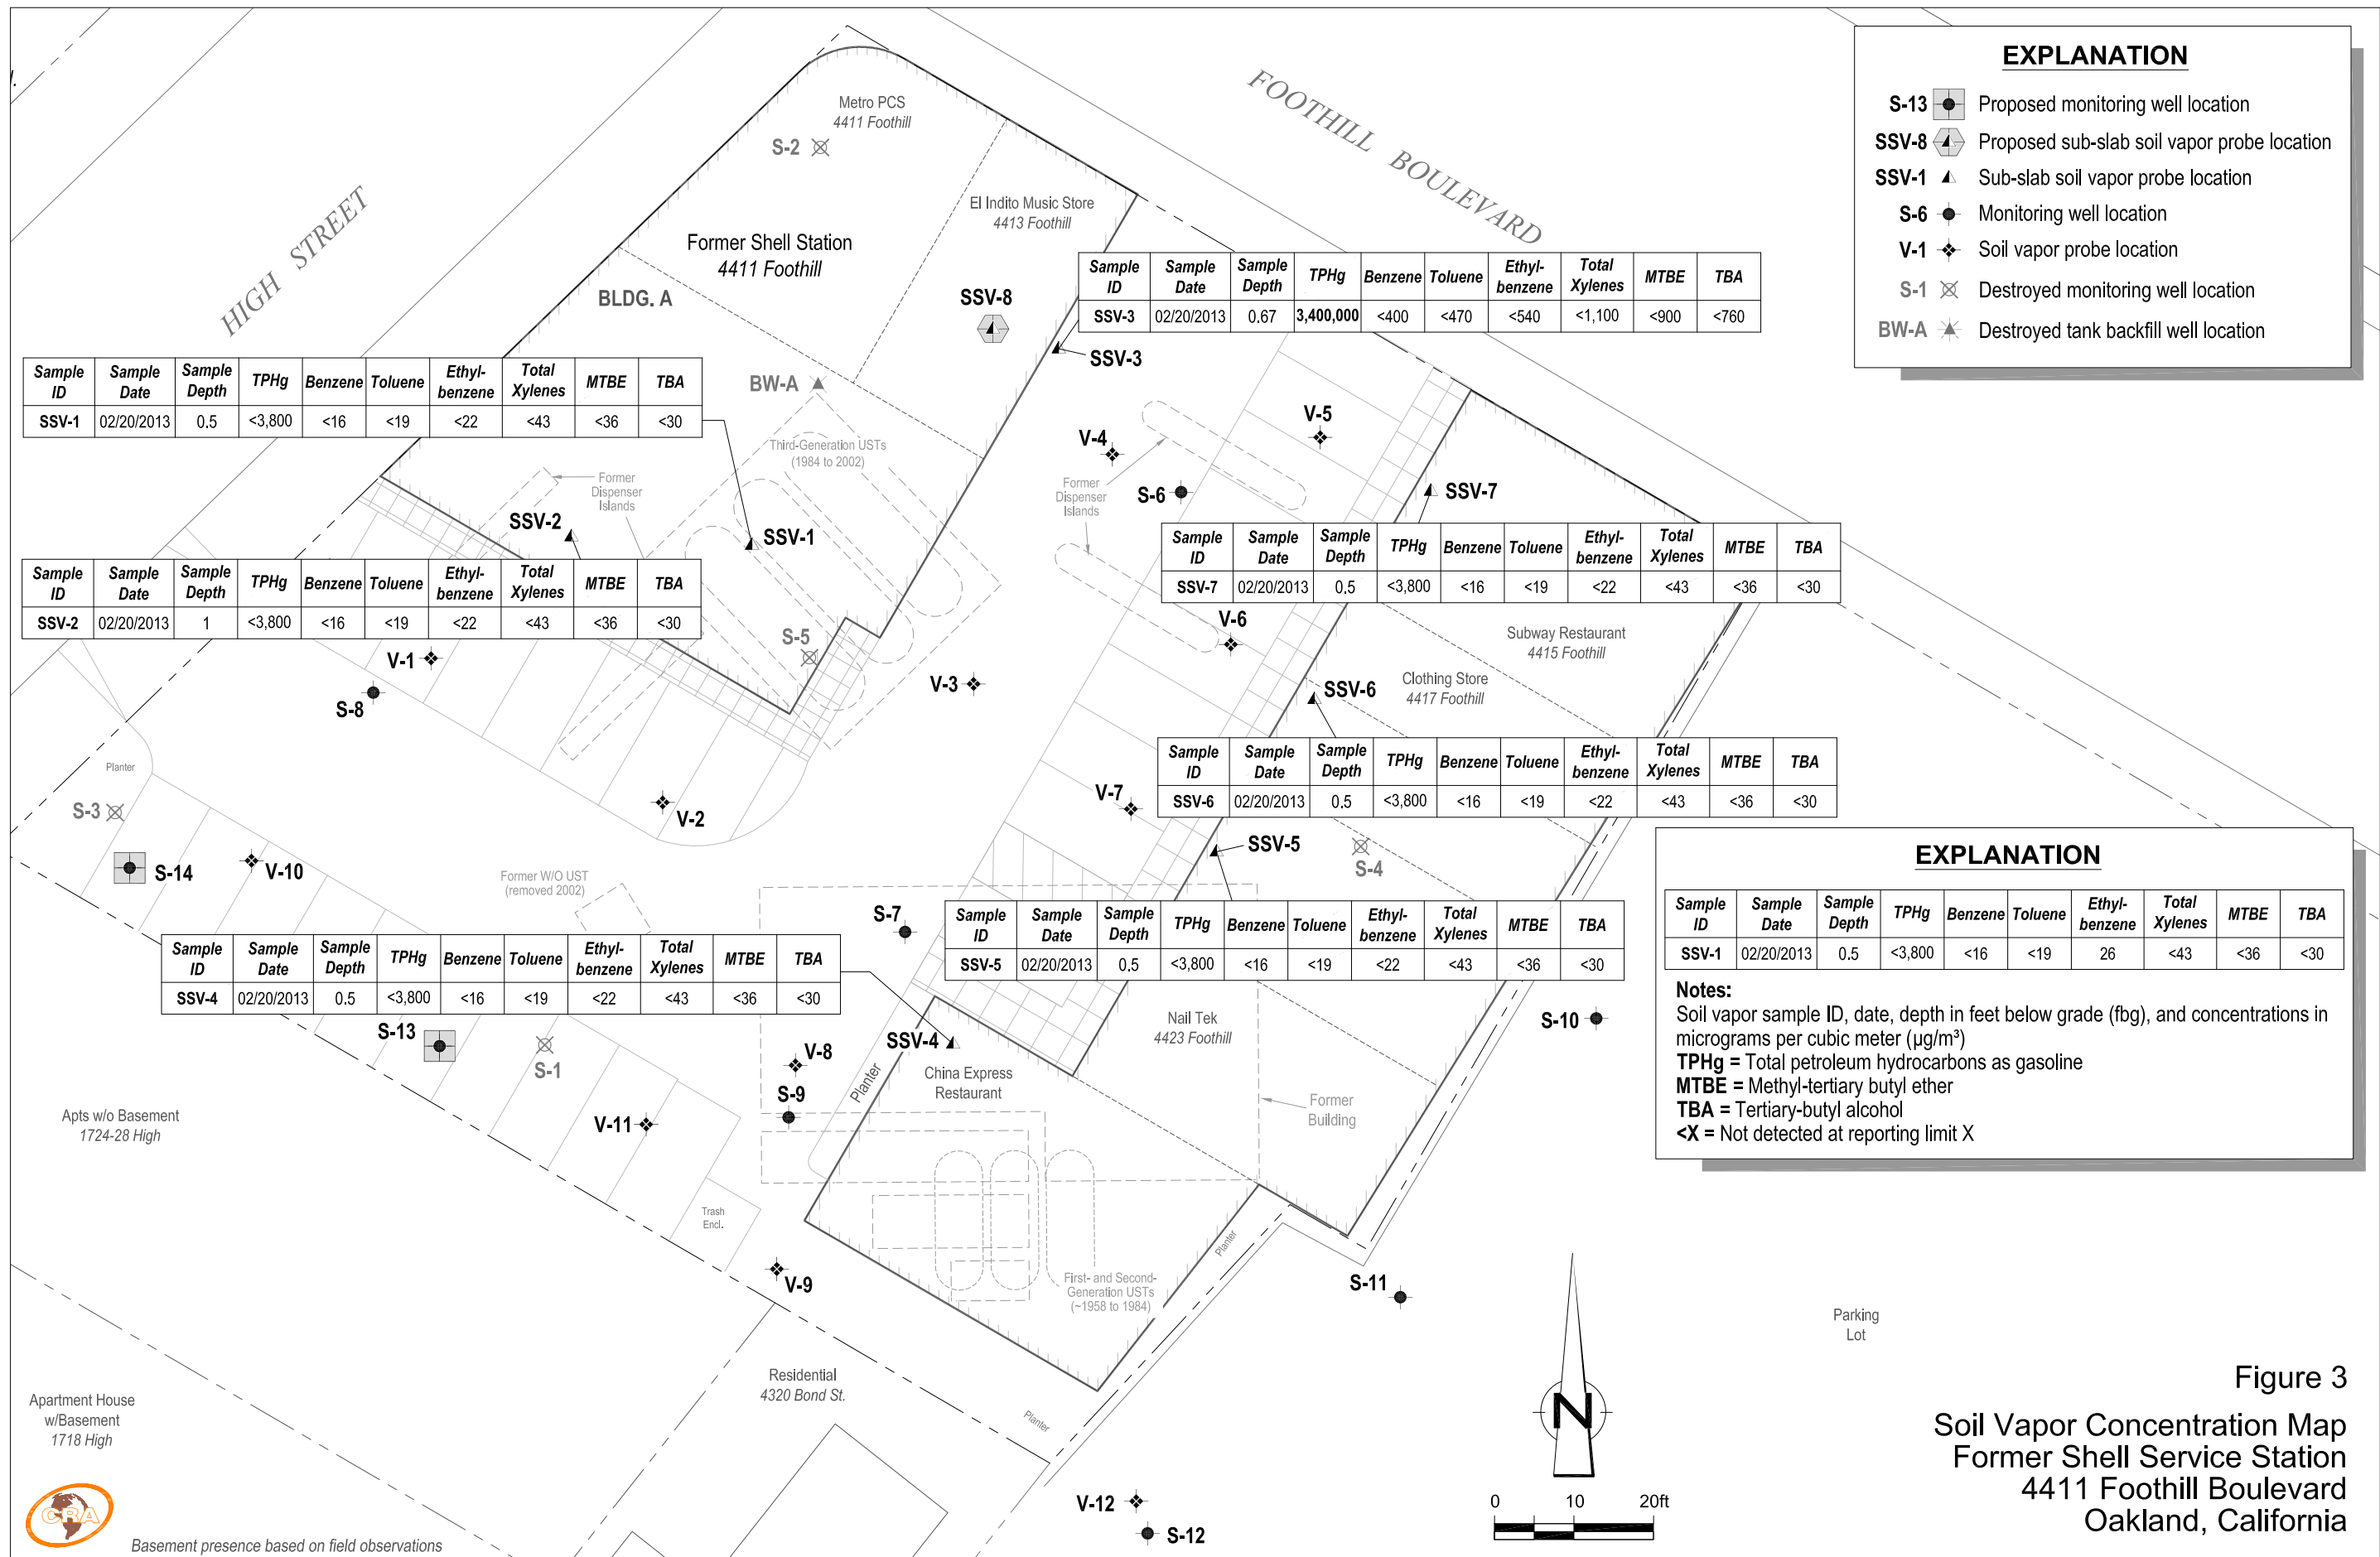 HIGH STREET
FOOTHILL BOULEVARD
EXPLANATION
S-13 Proposed monitoring well location
SSV-8 Proposed sub-slab soil vapor probe location
SSV-1 Sub-slab soil vapor probe location
S-6 Monitoring well location
V-1 Soil vapor probe location
S-1 Destroyed monitoring well location
BW-A Destroyed tank backfill well location
Metro PCS
4411 Foothill
S-2
El Indito Music Store
4413 Foothill
Former Shell Station
4411 Foothill
BLDG. A
SSV-8
Sample ID Sample Date Sample Depth TPHg Benzene Toluene Ethyl-benzene Total Xylenes MTBE TBA
SSV-3 02/20/2013 0.67 3,400,000 <400 <470 <540 <1,100 <900 <760
SSV-3
Sample ID Sample Date Sample Depth TPHg Benzene Toluene Ethyl-benzene Total Xylenes MTBE TBA
SSV-1 02/20/2013 0.5 <3,800 <16 <19 <22 <43 <36 <30
BW-A
Third-Generation USTs
(1984 to 2002)
V-4
V-5
Former
Dispenser
Islands
Former
Dispenser
Islands
S-6
SSV-7
SSV-2
SSV-1
Sample ID Sample Date Sample Depth TPHg Benzene Toluene Ethyl-benzene Total Xylenes MTBE TBA
SSV-7 02/20/2013 0.5 <3,800 <16 <19 <22 <43 <36 <30
Sample ID Sample Date Sample Depth TPHg Benzene Toluene Ethyl-benzene Total Xylenes MTBE TBA
SSV-2 02/20/2013 1 <3,800 <16 <19 <22 <43 <36 <30
S-5
V-6
Subway Restaurant
4415 Foothill
V-1
S-8
V-3
SSV-6
Clothing Store
4417 Foothill
Sample ID Sample Date Sample Depth TPHg Benzene Toluene Ethyl-benzene Total Xylenes MTBE TBA
SSV-6 02/20/2013 0.5 <3,800 <16 <19 <22 <43 <36 <30
Planter
S-3
V-2
V-7
SSV-5
S-4
S-14
V-10
Former W/O UST
(removed 2002)
S-7
Sample ID Sample Date Sample Depth TPHg Benzene Toluene Ethyl-benzene Total Xylenes MTBE TBA
SSV-5 02/20/2013 0.5 <3,800 <16 <19 <22 <43 <36 <30
Sample ID Sample Date Sample Depth TPHg Benzene Toluene Ethyl-benzene Total Xylenes MTBE TBA
SSV-4 02/20/2013 0.5 <3,800 <16 <19 <22 <43 <36 <30
EXPLANATION
Sample ID Sample Date Sample Depth TPHg Benzene Toluene Ethyl-benzene Total Xylenes MTBE TBA
SSV-1 02/20/2013 0.5 <3,800 <16 <19 26 <43 <36 <30
Notes:
Soil vapor sample ID, date, depth in feet below grade (fbg), and concentrations in
micrograms per cubic meter (µg/m³)
TPHg = Total petroleum hydrocarbons as gasoline
MTBE = Methyl-tertiary butyl ether
TBA = Tertiary-butyl alcohol
<X = Not detected at reporting limit X
S-13
S-1
SSV-4
Nail Tek
4423 Foothill
S-10
V-8
S-9
Planter
China Express
Restaurant
Former
Building
Apts w/o Basement
1724-28 High
V-11
Trash
Encl.
V-9
First- and Second-
Generation USTs
(~1958 to 1984)
Planter
S-11
Parking
Lot
Residential
4320 Bond St.
Planter
Apartment House
w/Basement
1718 High
N
V-12
S-12
0 10 20ft
CRA
Basement presence based on field observations
Figure 3
Soil Vapor Concentration Map
Former Shell Service Station
4411 Foothill Boulevard
Oakland, California